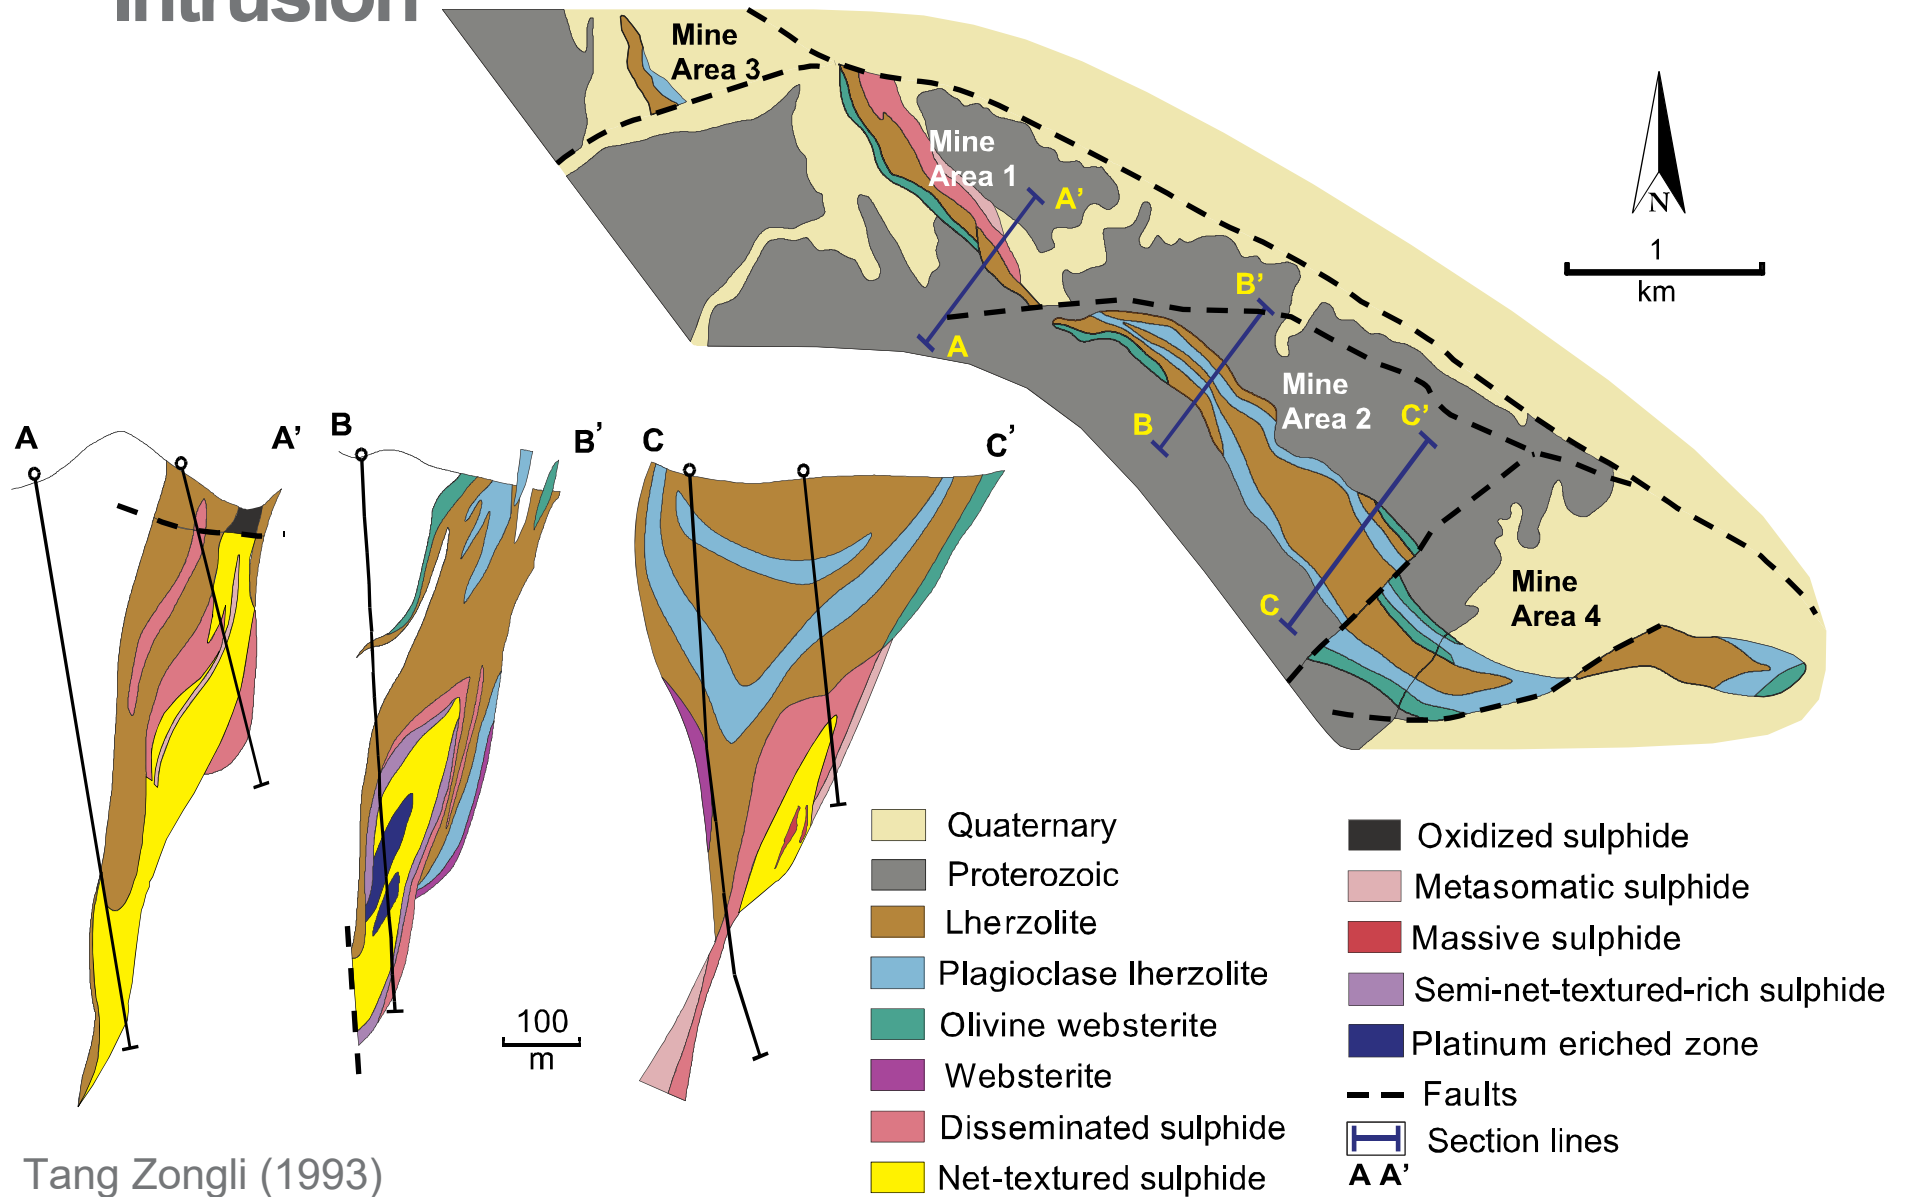 Intrusion
Mine
Area 3
Mine
Area 1
A'
A
B'
B
Mine
Area 2
C'
C
Mine
Area 4
N
1
km
A
A'
B
B'
C
C'
100
m
Quaternary
Proterozoic
Lherzolite
Plagioclase lherzolite
Olivine websterite
Websterite
Disseminated sulphide
Net-textured sulphide
Oxidized sulphide
Metasomatic sulphide
Massive sulphide
Semi-net-textured-rich sulphide
Platinum eriched zone
Faults
Section lines
A A'
Tang Zongli (1993)